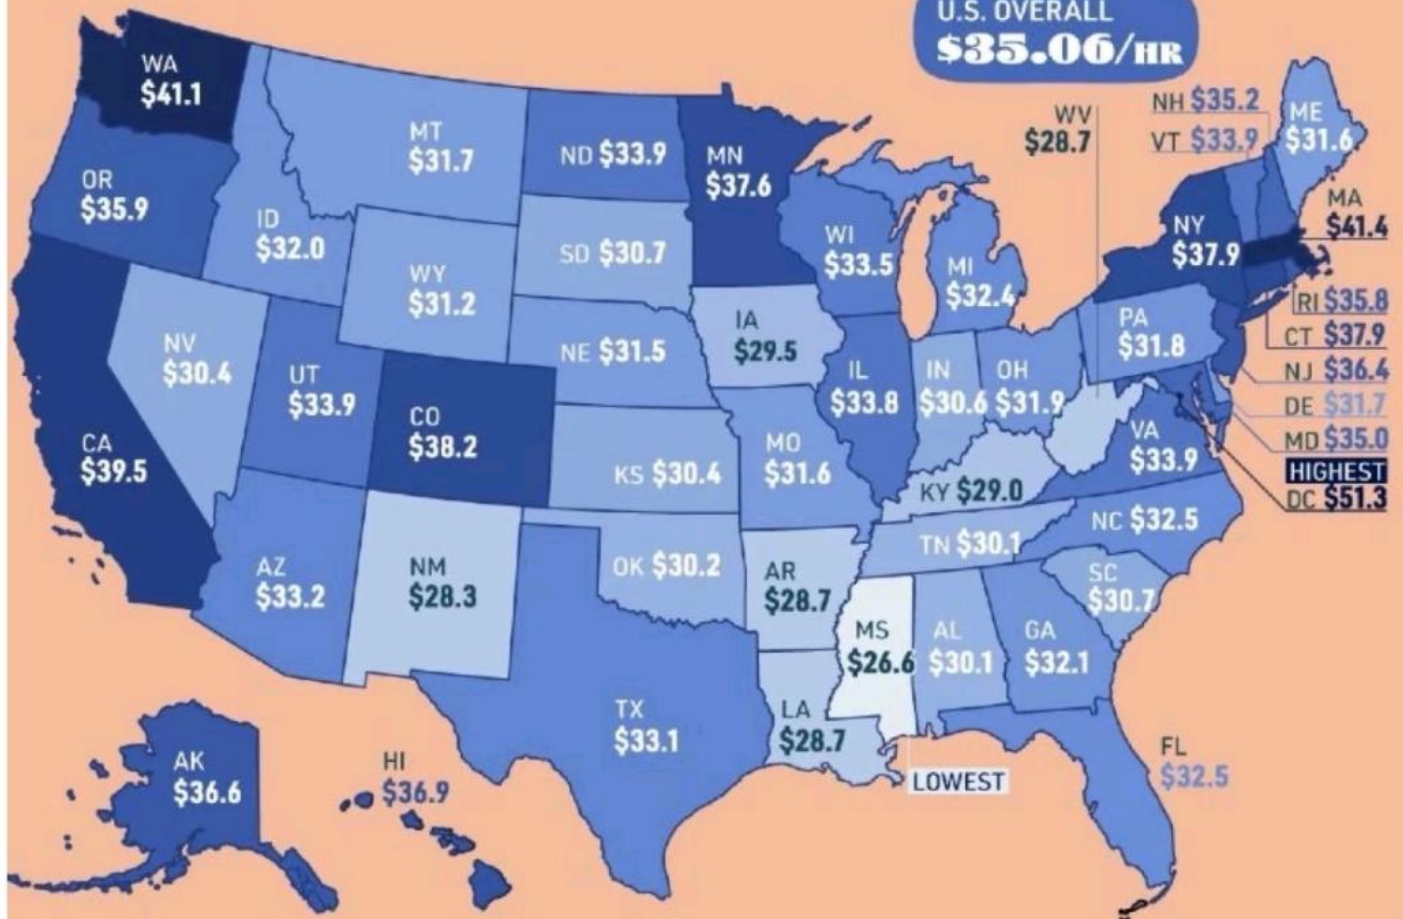 U.S. OVERALL
$35.06/HR
WA
$41.1
OR
$35.9
CA
$39.5
ID
$32.0
NV
$30.4
MT
$31.7
WY
$31.2
UT
$33.9
CO
$38.2
AZ
$33.2
NM
$28.3
ND $33.9
SD $30.7
NE $31.5
KS $30.4
OK $30.2
TX
$33.1
MN
$37.6
IA
$29.5
MO
$31.6
AR
$28.7
LA
$28.7
WI
$33.5
IL
$33.8
MI
$32.4
IN
$30.6
OH
$31.9
KY $29.0
TN $30.1
MS
$26.6
LOWEST
AL
$30.1
GA
$32.1
FL
$32.5
SC
$30.7
NC $32.5
VA
$33.9
WV
$28.7
PA
$31.8
NY
$37.9
NH $35.2
VT $33.9
ME
$31.6
MA
$41.4
RI $35.8
CT $37.9
NJ $36.4
DE $31.7
MD $35.0
HIGHEST
DC $51.3
AK
$36.6
HI
$36.9